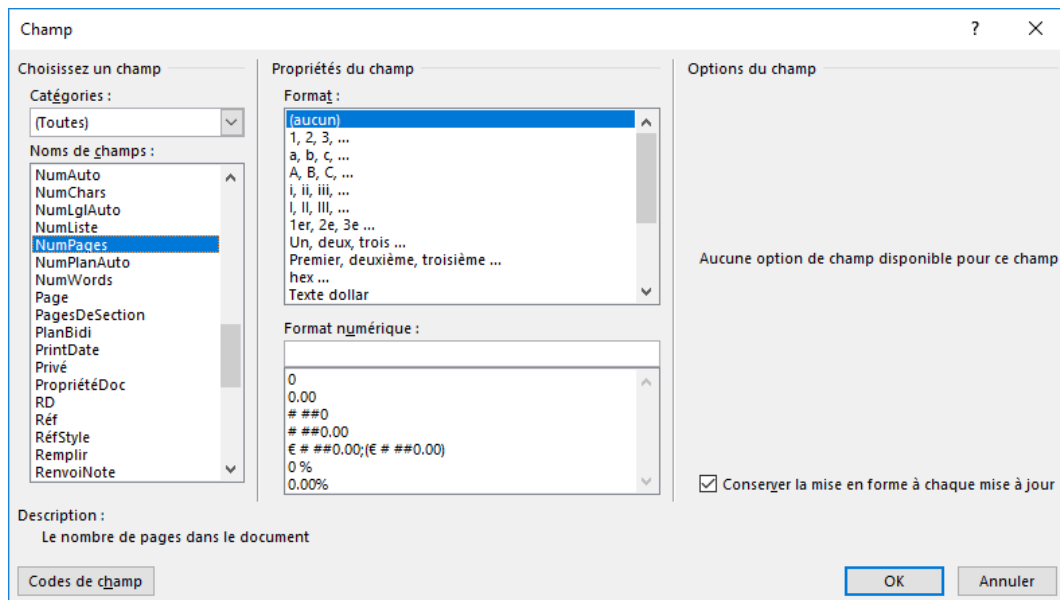 Champ
?
Choisissez un champ
Catégories :
(Toutes)
Noms de champs :
NumAuto
NumChars
NumLglAuto
NumListe
NumPages
NumPlanAuto
NumWords
Page
PagesDeSection
PlanBidi
PrintDate
Privé
PropriétéDoc
RD
Réf
RéfStyle
Remplir
RenvoiNote
Propriétés du champ
Format :
(aucun)
1, 2, 3, ...
a, b, c, ...
A, B, C, ...
i, ii, iii, ...
I, II, III, ...
1er, 2e, 3e ...
Un, deux, trois ...
Premier, deuxième, troisième ...
hex ...
Texte dollar
Format numérique :
0
0.00
# ##0
# ##0.00
€ # ##0.00;(€ # ##0.00)
0 %
0.00%
Options du champ
Aucune option de champ disponible pour ce champ
Conserver la mise en forme à chaque mise à jour
Description :
Le nombre de pages dans le document
Codes de champ
OK
Annuler